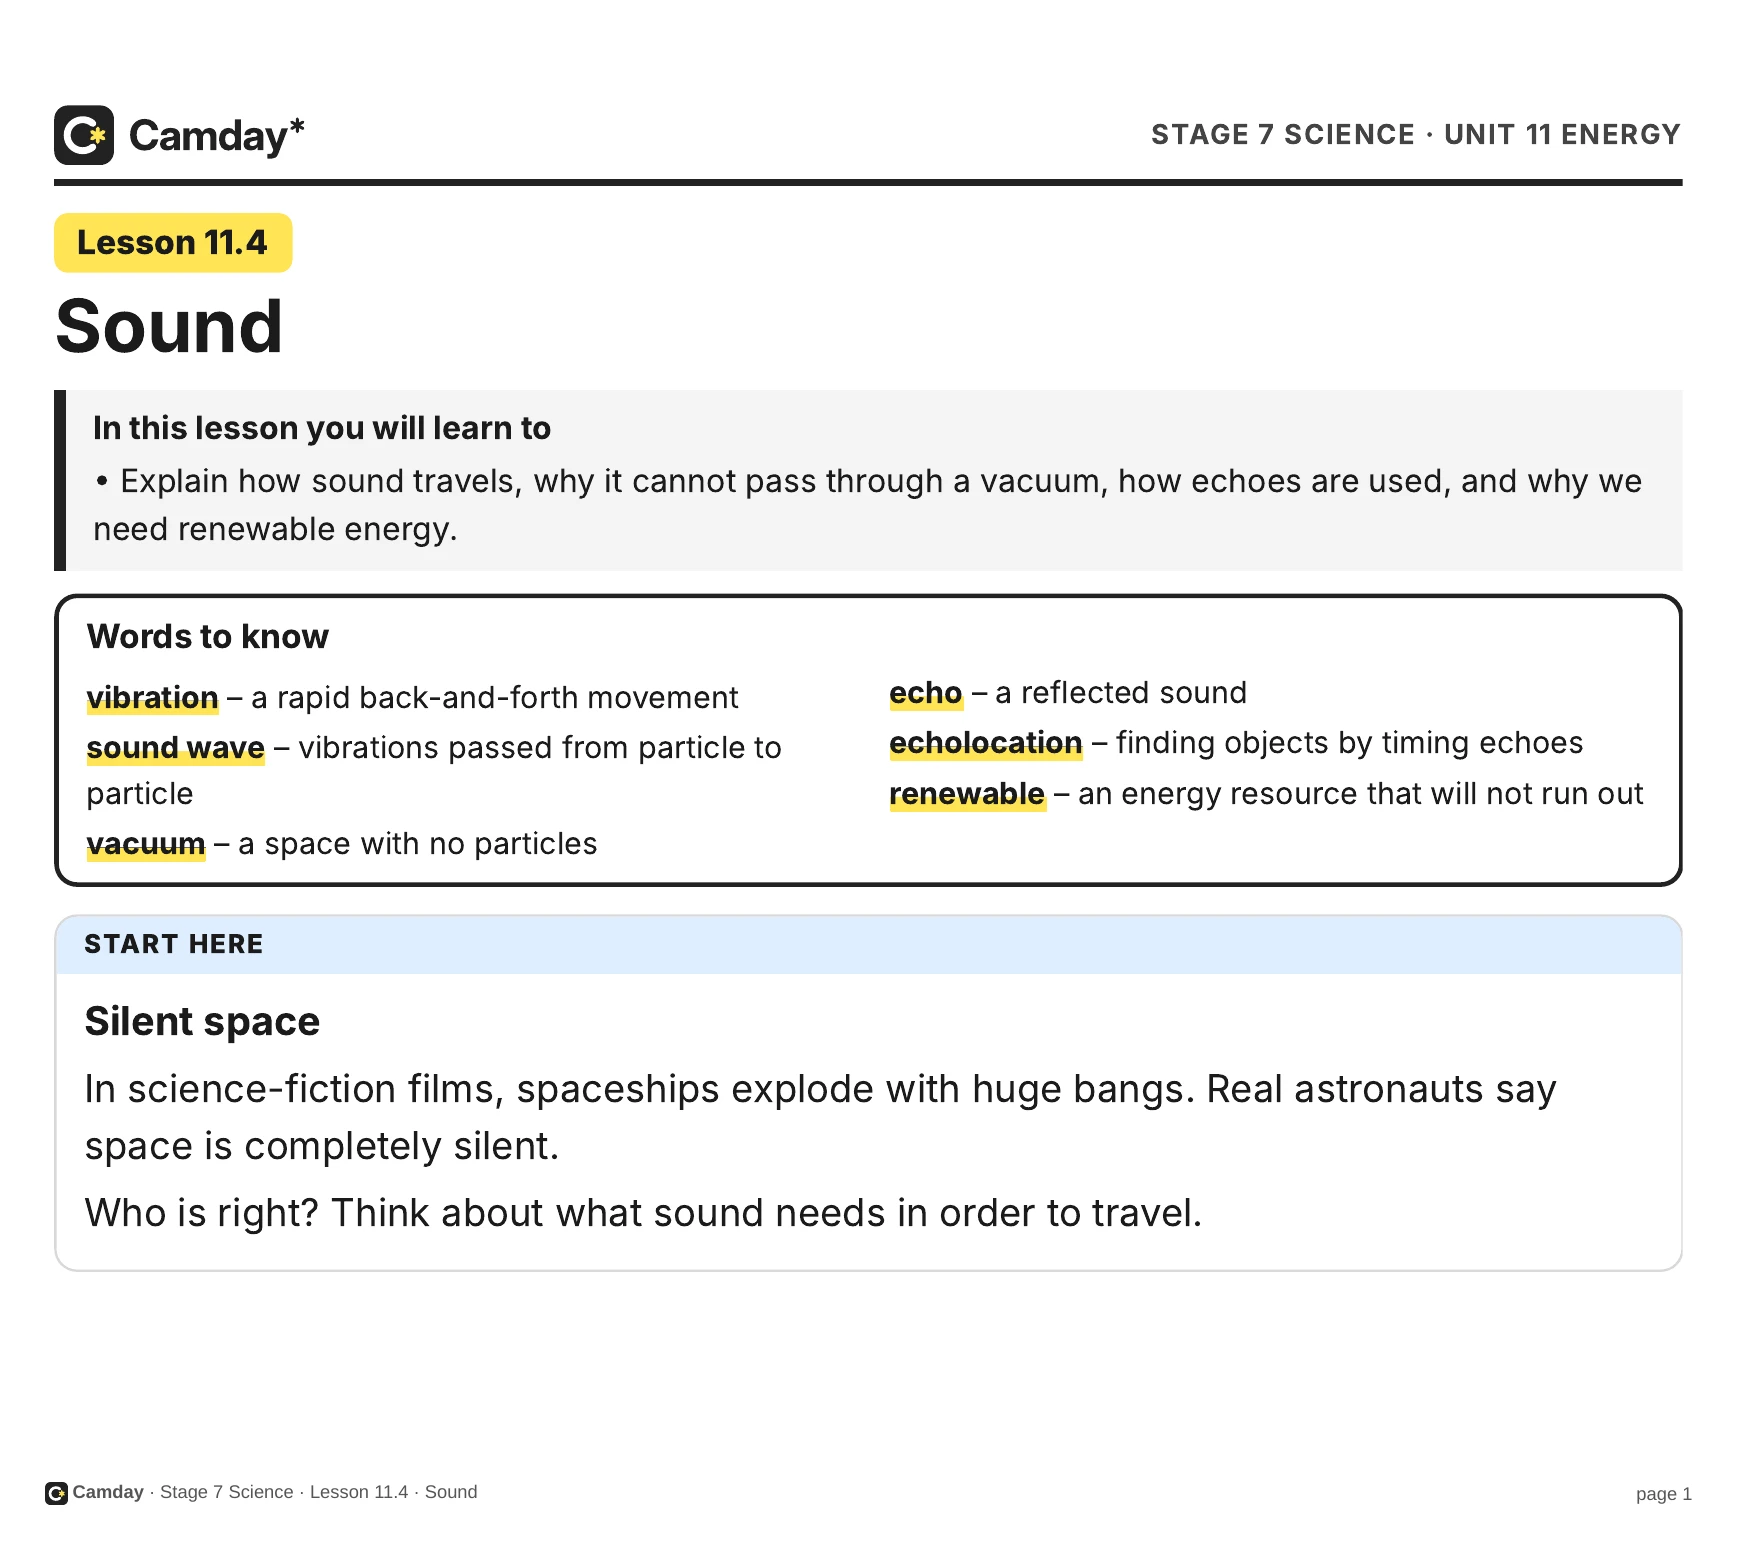 Camday*
STAGE 7 SCIENCE · UNIT 11 ENERGY
Lesson 11.4
Sound
In this lesson you will learn to
• Explain how sound travels, why it cannot pass through a vacuum, how echoes are used, and why we
need renewable energy.
Words to know
vibration – a rapid back-and-forth movement
sound wave – vibrations passed from particle to
particle
vacuum – a space with no particles
echo – a reflected sound
echolocation – finding objects by timing echoes
renewable – an energy resource that will not run out
START HERE
Silent space
In science-fiction films, spaceships explode with huge bangs. Real astronauts say
space is completely silent.
Who is right? Think about what sound needs in order to travel.
Camday · Stage 7 Science · Lesson 11.4 · Sound
page 1